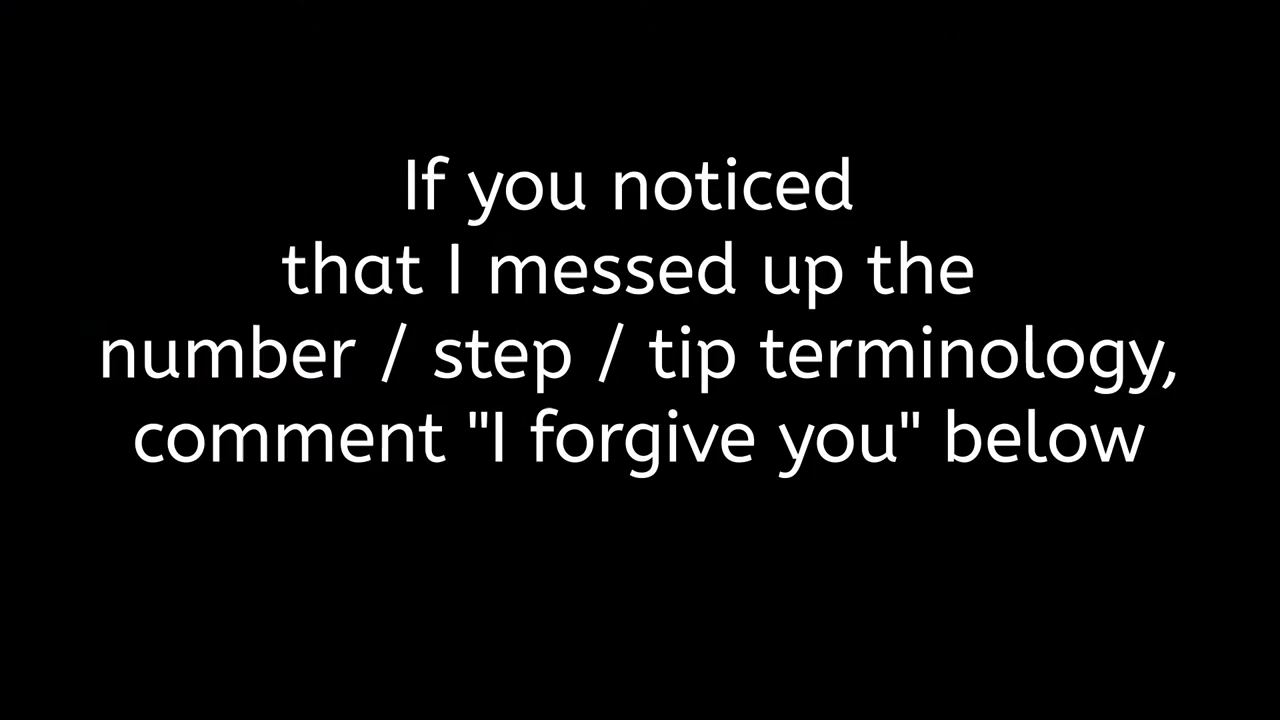 If you noticed
that I messed up the
number / step / tip terminology,
comment "I forgive you" below